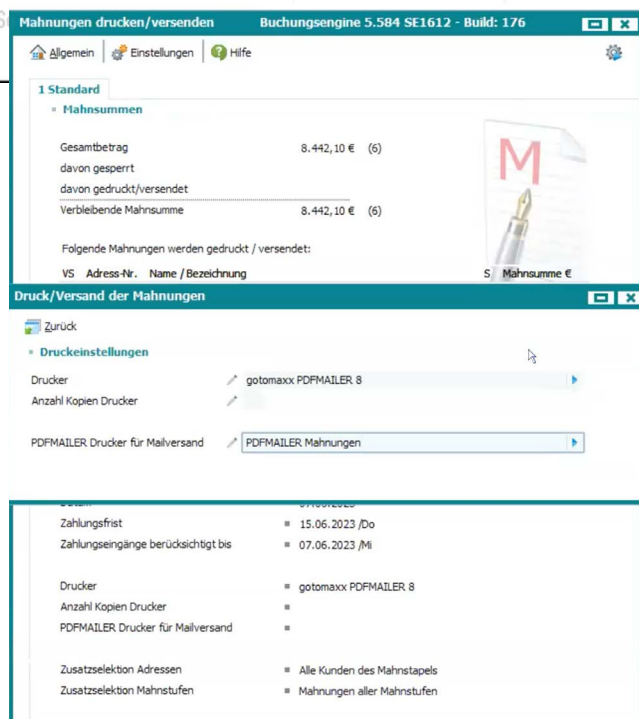 Mahnungen drucken/versenden Buchungsengine 5.584 SE1612 - Build: 176
Allgemein Einstellungen Hilfe
1 Standard
Mahnsummen
Gesamtbetrag 8.442,10 € (6)
davon gesperrt
davon gedruckt/versendet
Verbleibende Mahnsumme 8.442,10 € (6)
M
Folgende Mahnungen werden gedruckt / versendet:
VS Adress-Nr. Name / Bezeichnung S Mahnsumme €
Druck/Versand der Mahnungen
Zurück
Druckeinstellungen
Drucker gotomaxx PDFMAILER 8
Anzahl Kopien Drucker
PDFMAILER Drucker für Mailversand PDFMAILER Mahnungen
Zahlungsfrist 15.06.2023 /Do
Zahlungseingänge berücksichtigt bis 07.06.2023 /Mi
Drucker gotomaxx PDFMAILER 8
Anzahl Kopien Drucker
PDFMAILER Drucker für Mailversand
Zusatzselektion Adressen Alle Kunden des Mahnstapels
Zusatzselektion Mahnstufen Mahnungen aller Mahnstufen